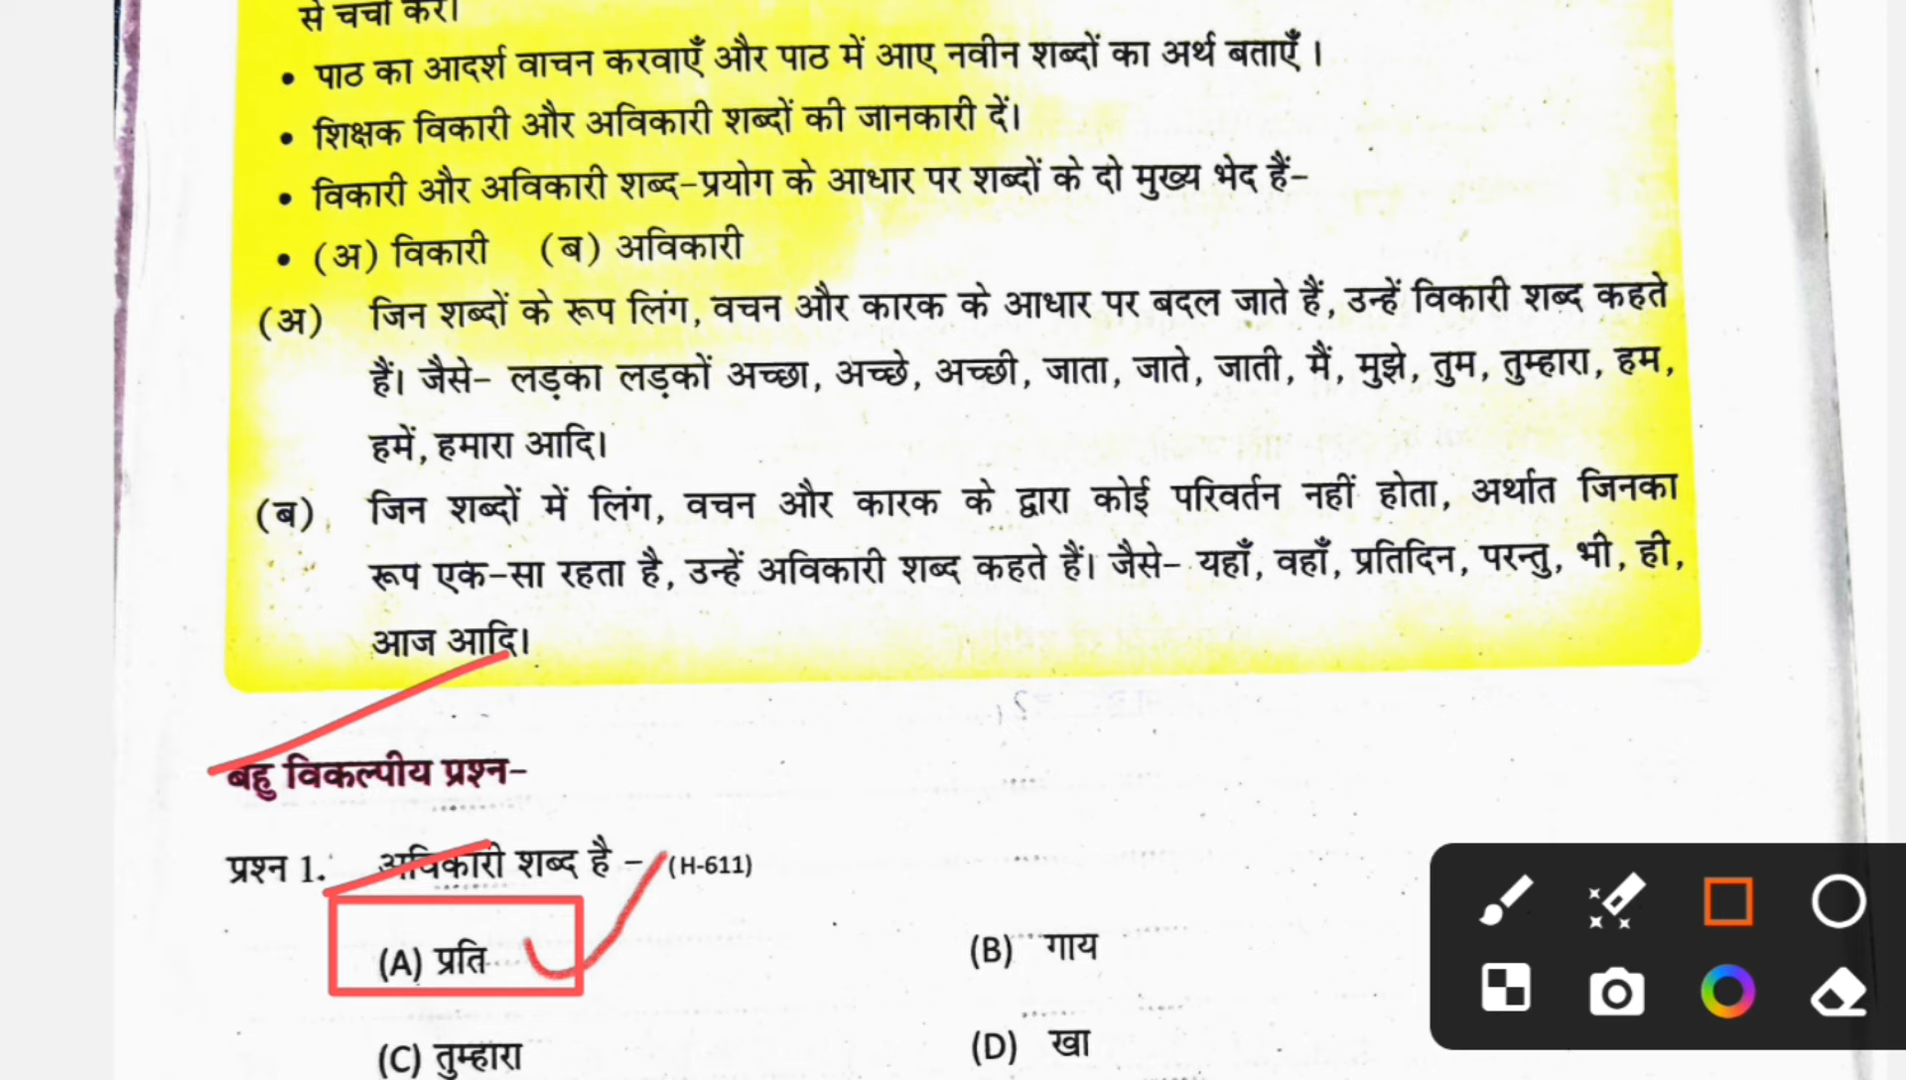 से चर्चा करें।
• पाठ का आदर्श वाचन करवाएँ और पाठ में आए नवीन शब्दों का अर्थ बताएँ ।
• शिक्षक विकारी और अविकारी शब्दों की जानकारी दें।
• विकारी और अविकारी शब्द-प्रयोग के आधार पर शब्दों के दो मुख्य भेद हैं-
• (अ) विकारी (ब) अविकारी
(अ) जिन शब्दों के रूप लिंग, वचन और कारक के आधार पर बदल जाते हैं, उन्हें विकारी शब्द कहते
हैं। जैसे- लड़का लड़कों अच्छा, अच्छे, अच्छी, जाता, जाते, जाती, मैं, मुझे, तुम, तुम्हारा, हम,
हमें, हमारा आदि।
(ब) जिन शब्दों में लिंग, वचन और कारक के द्वारा कोई परिवर्तन नहीं होता, अर्थात जिनका
रूप एक-सा रहता है, उन्हें अविकारी शब्द कहते हैं। जैसे- यहाँ, वहाँ, प्रतिदिन, परन्तु, भी, ही,
आज आदि।
बहु विकल्पीय प्रश्न-
प्रश्न 1. अविकारी शब्द है - (H-611)
(A) प्रति (B) गाय
(C) तुम्हारा (D) खा